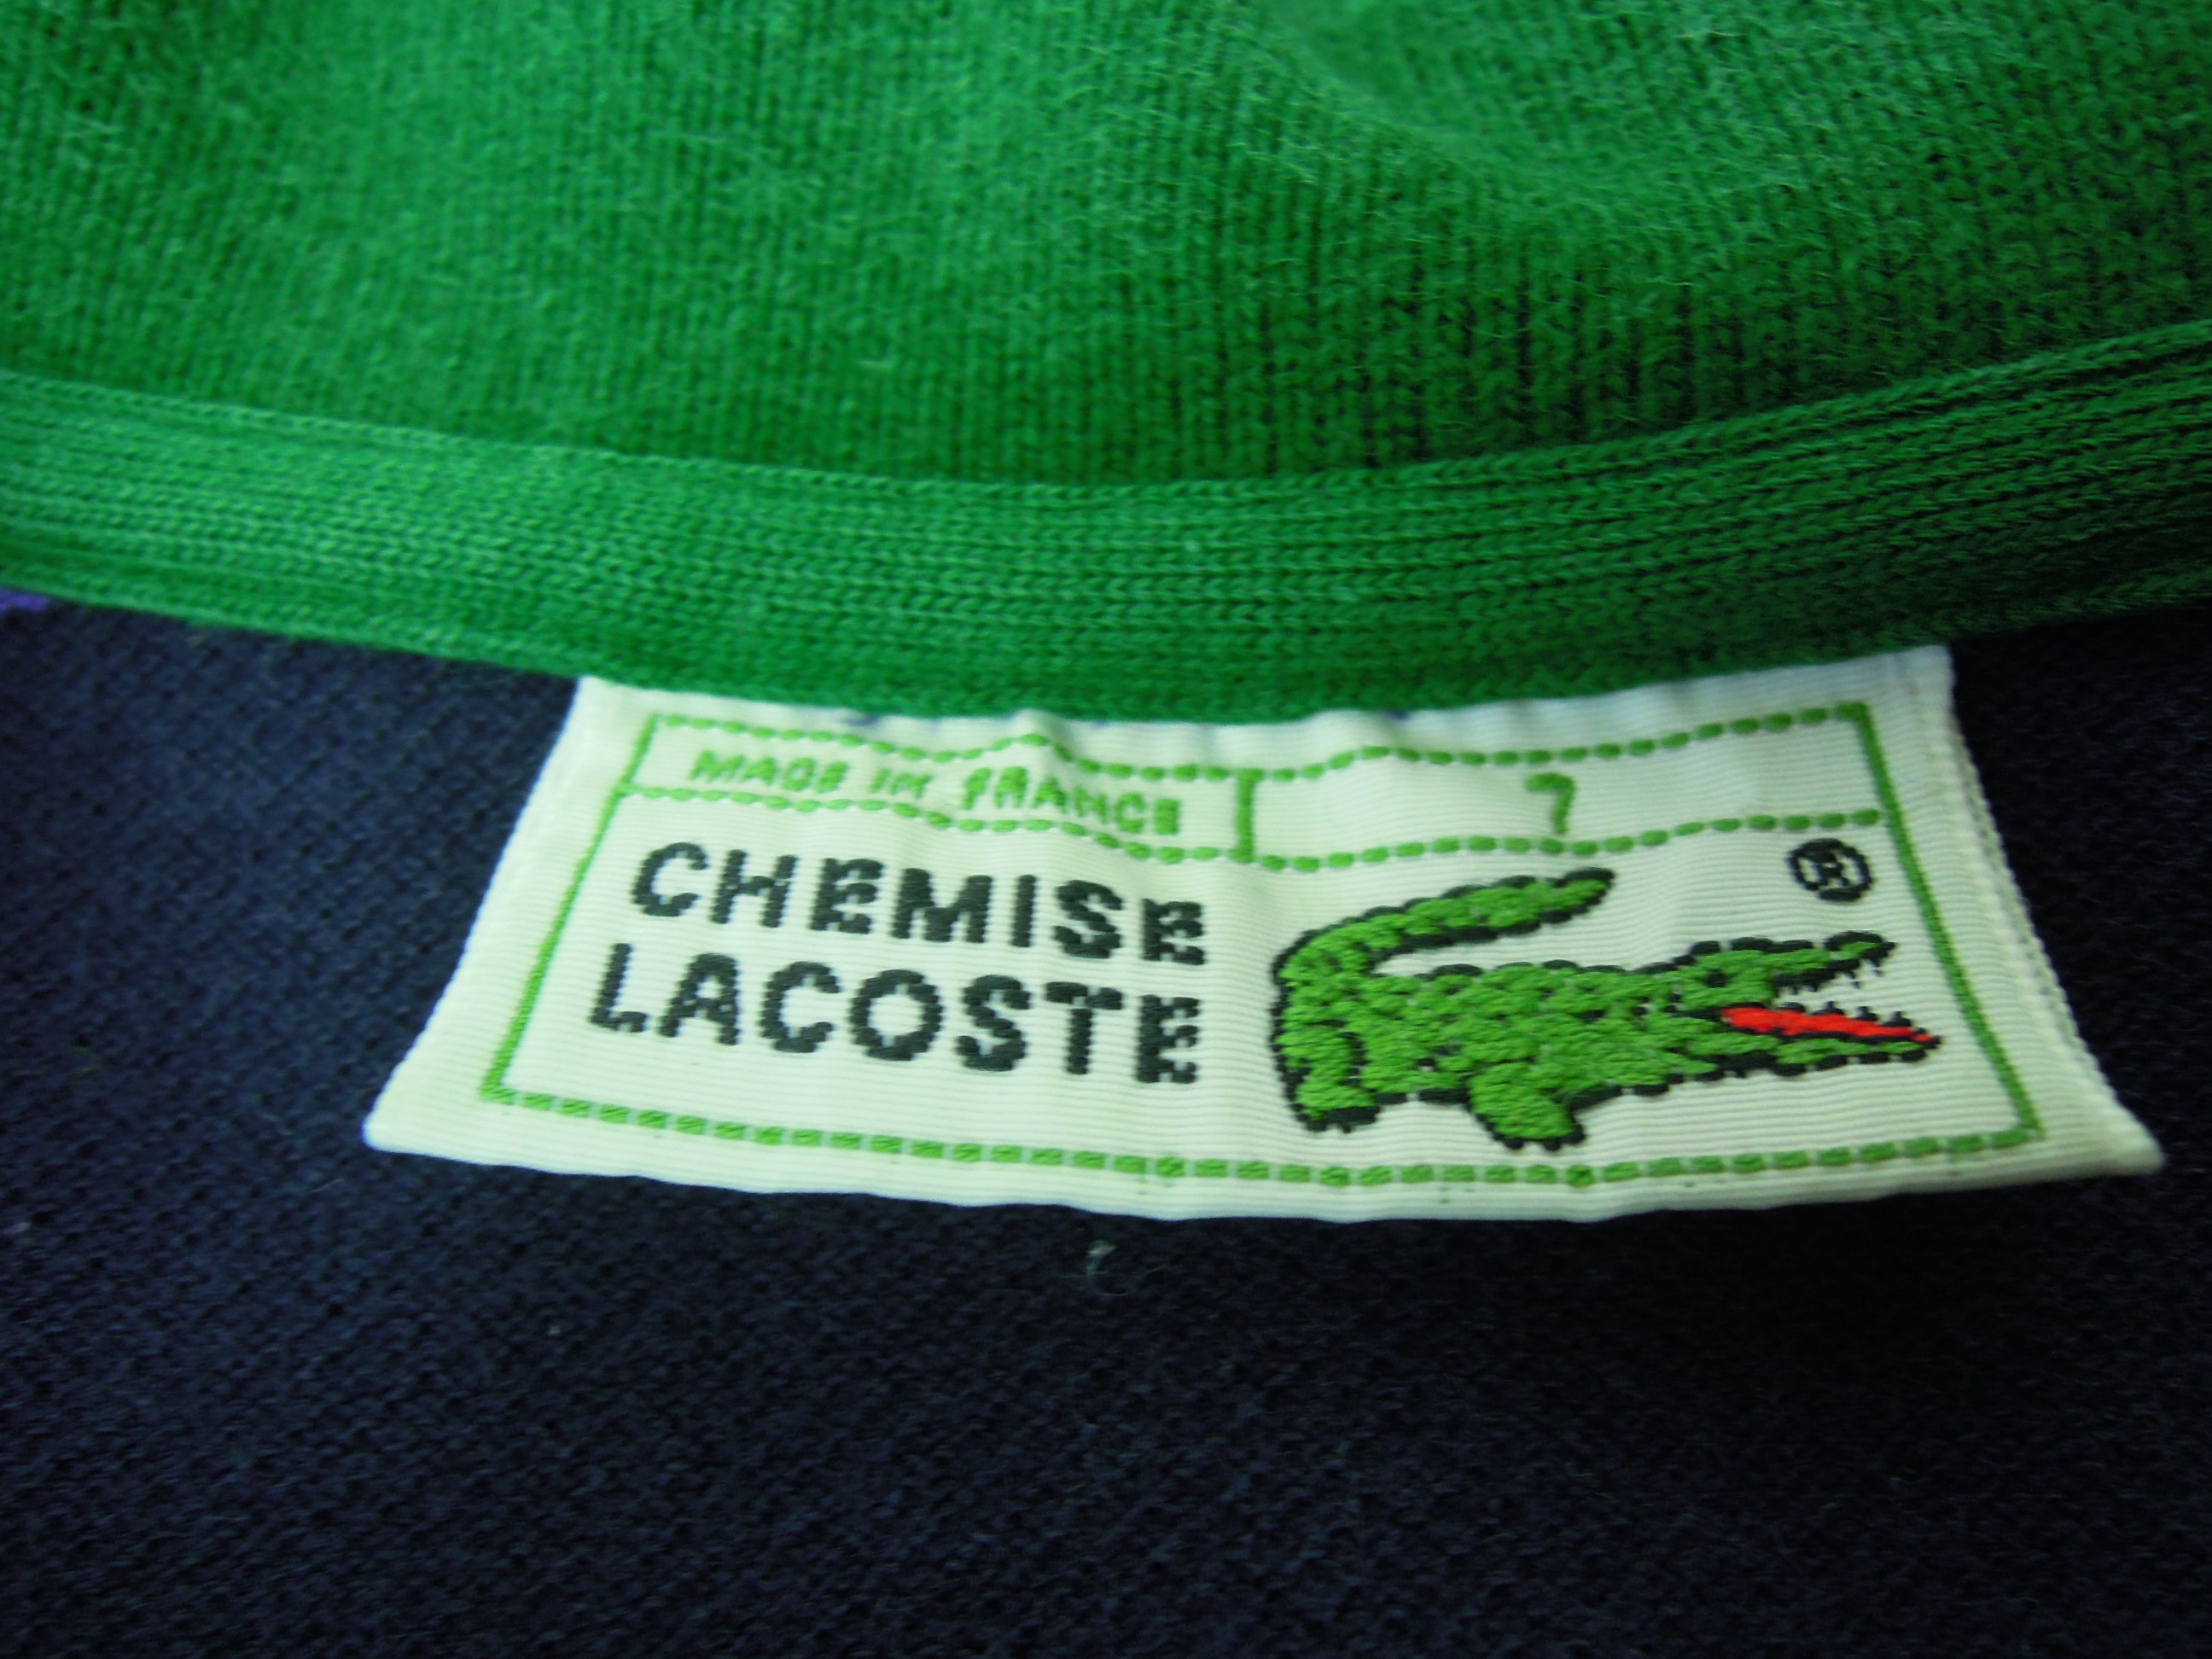 MADE IN FRANCE 7
CHEMISE
LACOSTE
®